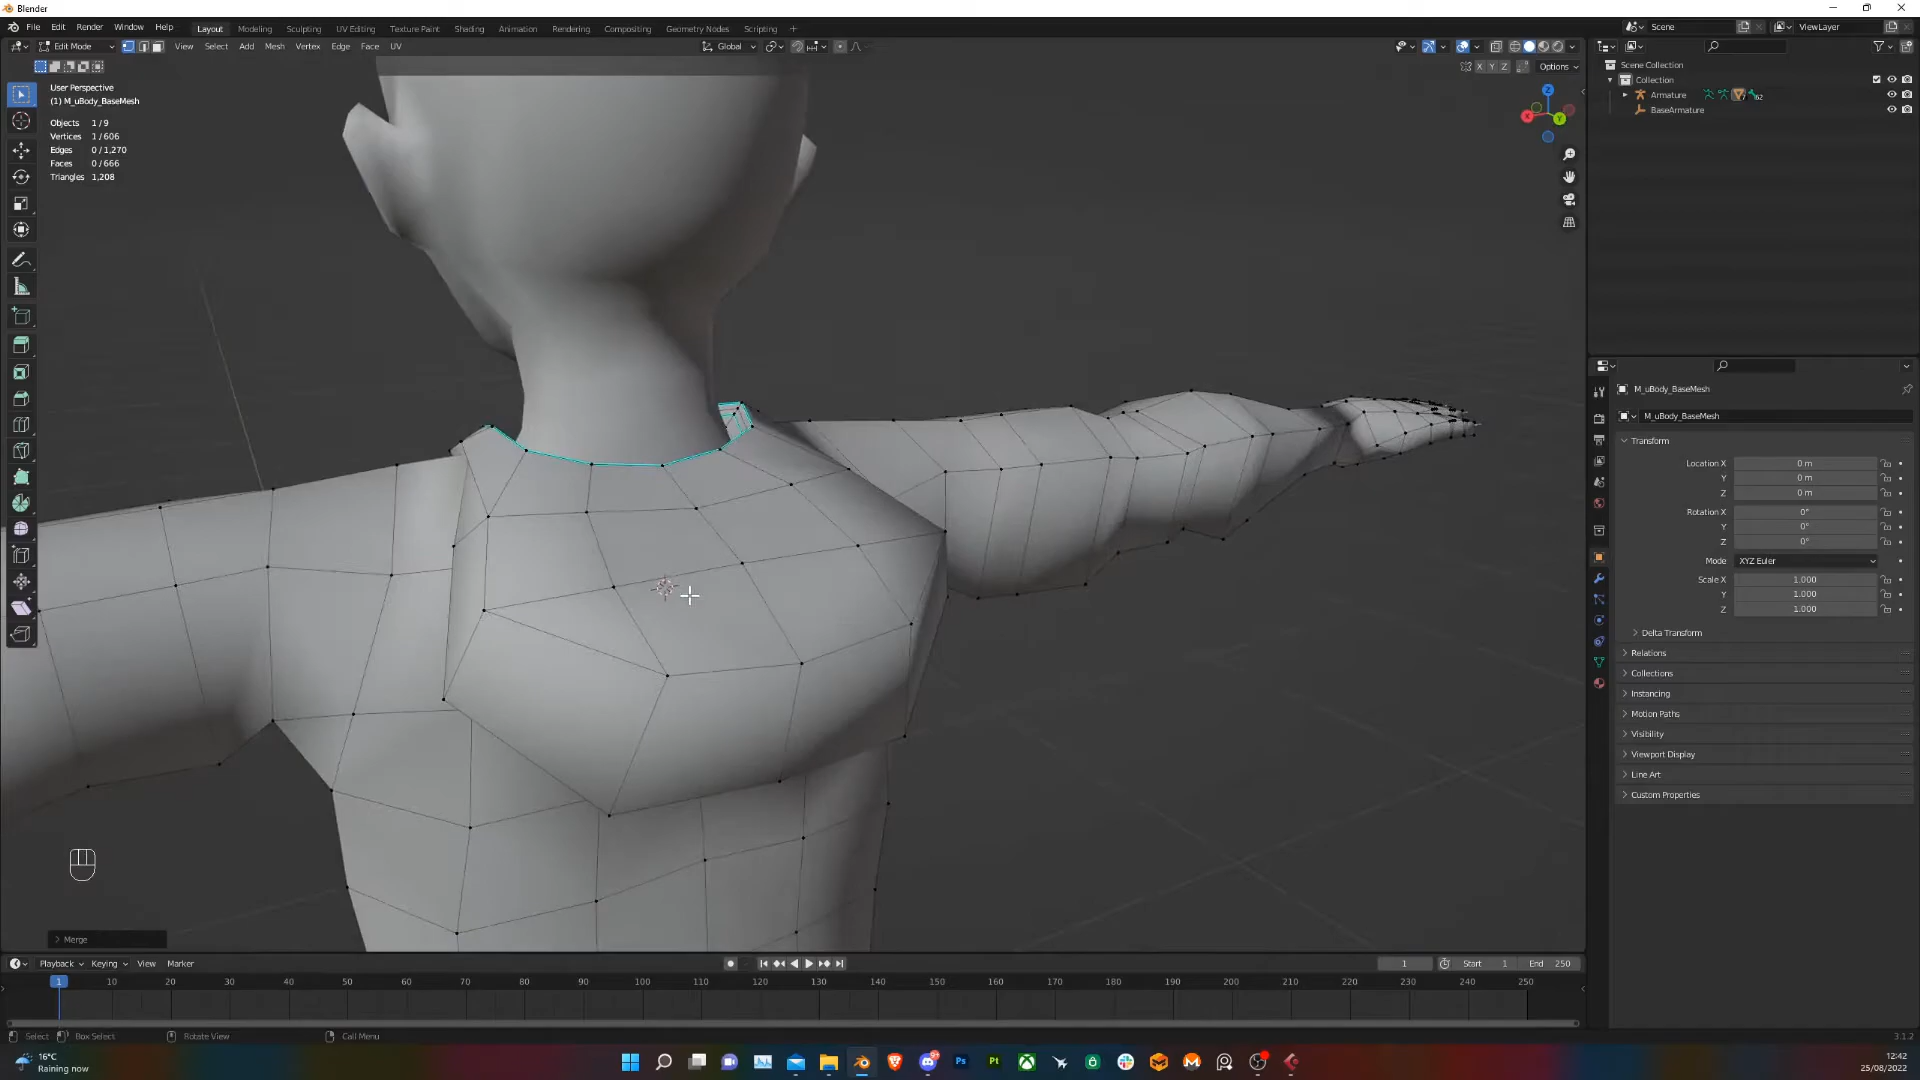 Blender
File Edit Render Window Help Layout Modeling Sculpting UV Editing Texture Paint Shading Animation Rendering Compositing Geometry Nodes Scripting + Scene ViewLayer
Edit Mode View Select Add Mesh Vertex Edge Face UV Global
X Y Z Options
User Perspective
(1) M_uBody_BaseMesh
Objects 1/9
Vertices 1/606
Edges 0/1,270
Faces 0/666
Triangles 1,208
Z
X
Y
Scene Collection
Collection
Armature
BaseArmature
M_uBody_BaseMesh
M_uBody_BaseMesh
Transform
Location X 0 m
Y 0 m
Z 0 m
Rotation X 0°
Y 0°
Z 0°
Mode XYZ Euler
Scale X 1.000
Y 1.000
Z 1.000
Delta Transform
Relations
Collections
Instancing
Motion Paths
Visibility
Viewport Display
Line Art
Custom Properties
Merge
Playback Keying View Marker 1 Start 1 End 250
1 10 20 30 40 50 60 70 80 90 100 110 120 130 140 150 160 170 180 190 200 210 220 230 240 250
Select Box Select Rotate View Call Menu 3.1.2
16°C
Raining now
Ps Pt
12:42
25/08/2022